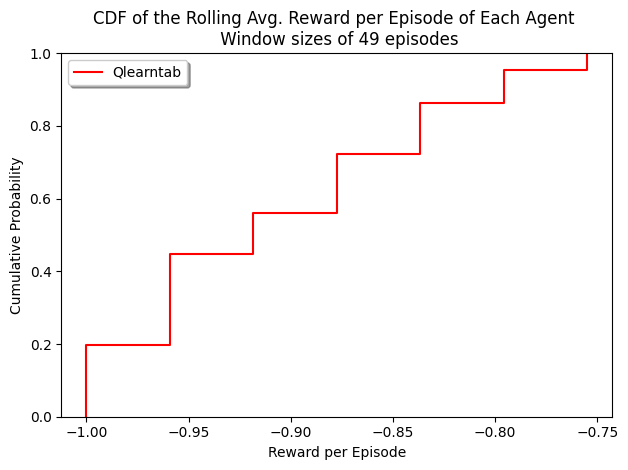 CDF of the Rolling Avg. Reward per Episode of Each Agent
Window sizes of 49 episodes
Qlearntab
1.0
0.8
0.6
0.4
0.2
0.0
Cumulative Probability
−1.00 −0.95 −0.90 −0.85 −0.80 −0.75
Reward per Episode